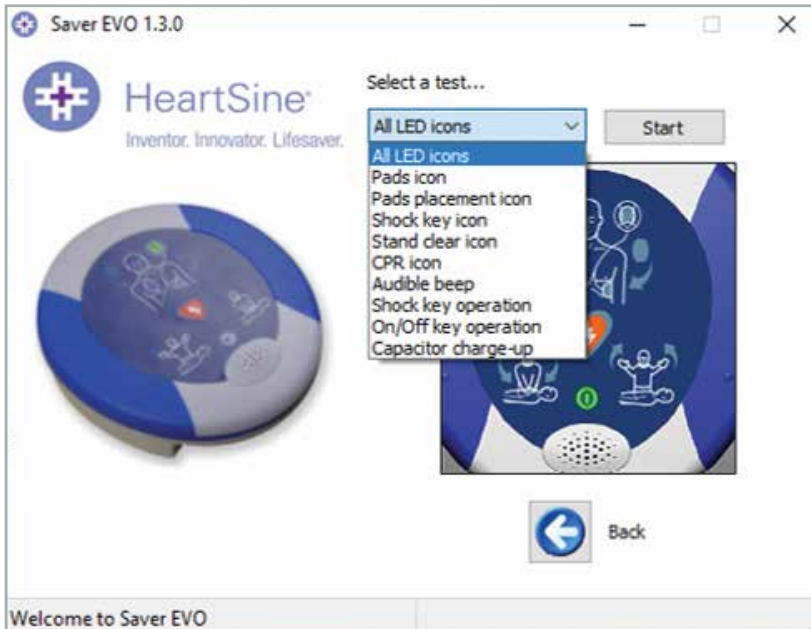 Saver EVO 1.3.0
HeartSine®
Inventor. Innovator. Lifesaver.
Select a test...
All LED icons
Start
All LED icons
Pads icon
Pads placement icon
Shock key icon
Stand clear icon
CPR icon
Audible beep
Shock key operation
On/Off key operation
Capacitor charge-up
Back
Welcome to Saver EVO